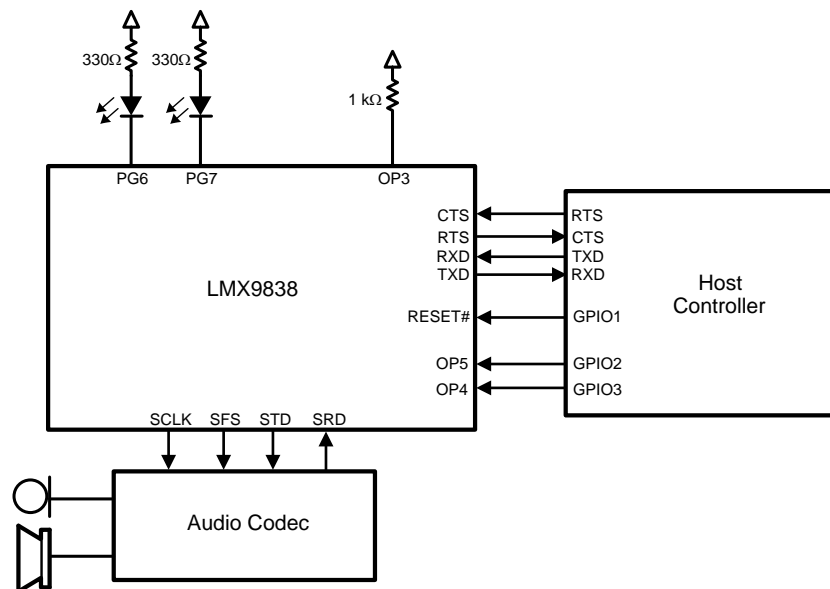 330Ω 330Ω
1 kΩ
PG6 PG7 OP3
CTS RTS
RTS CTS
RXD TXD
TXD RXD
LMX9838
Host
Controller
RESET# GPIO1
OP5 GPIO2
OP4 GPIO3
SCLK SFS STD SRD
Audio Codec